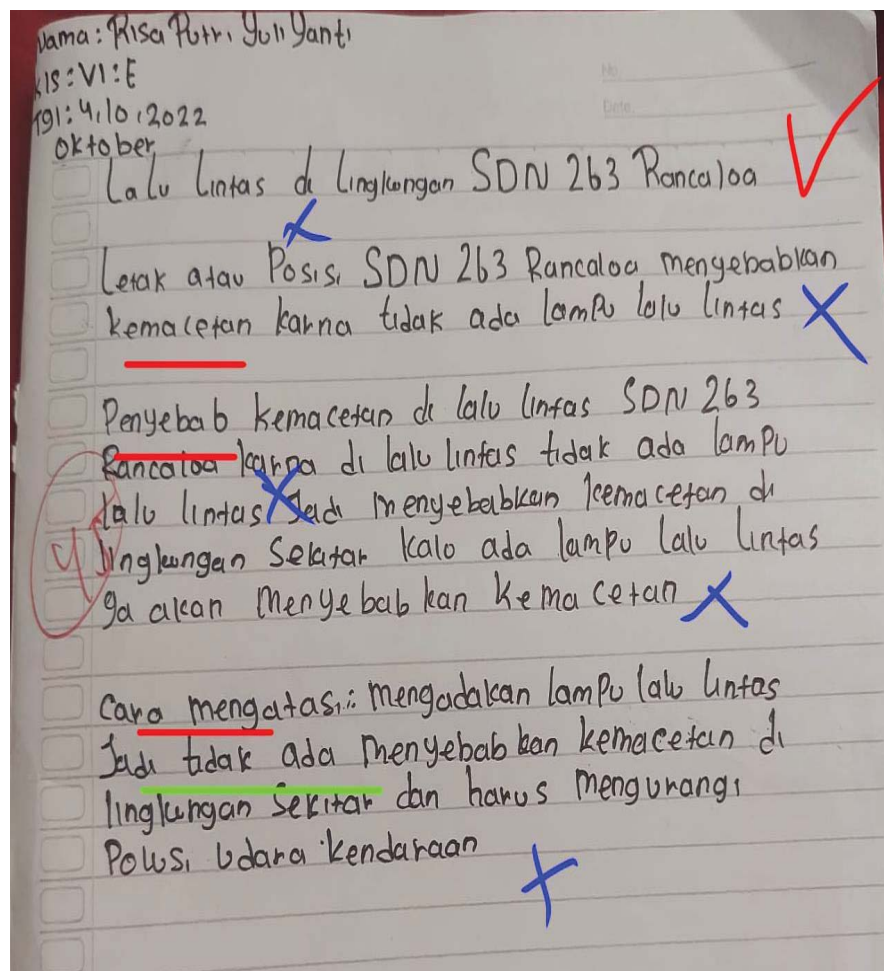 Nama: Risa Putri Yuliyanti
Kls: VI: E
Tgl: 4,10,2022
Oktober
Lalu lintas di lingkungan SDN 263 Rancaloa
Letak atau Posisi SDN 263 Rancaloa menyebabkan
kemacetan karna tidak ada lampu lalu lintas
Penyebab kemacetan di lalu lintas SDN 263
Rancaloa karna di lalu lintas tidak ada lampu
lalu lintas Jadi menyebabkan kemacetan di
lingkungan Sekitar kalo ada lampu lalu lintas
ga akan menyebabkan kemacetan
Cara mengatasi: mengadakan lampu lalu lintas
Jadi tidak ada menyebabkan kemacetan di
lingkungan Sekitar dan harus mengurangi
Polusi Udara kendaraan
No.
Date.